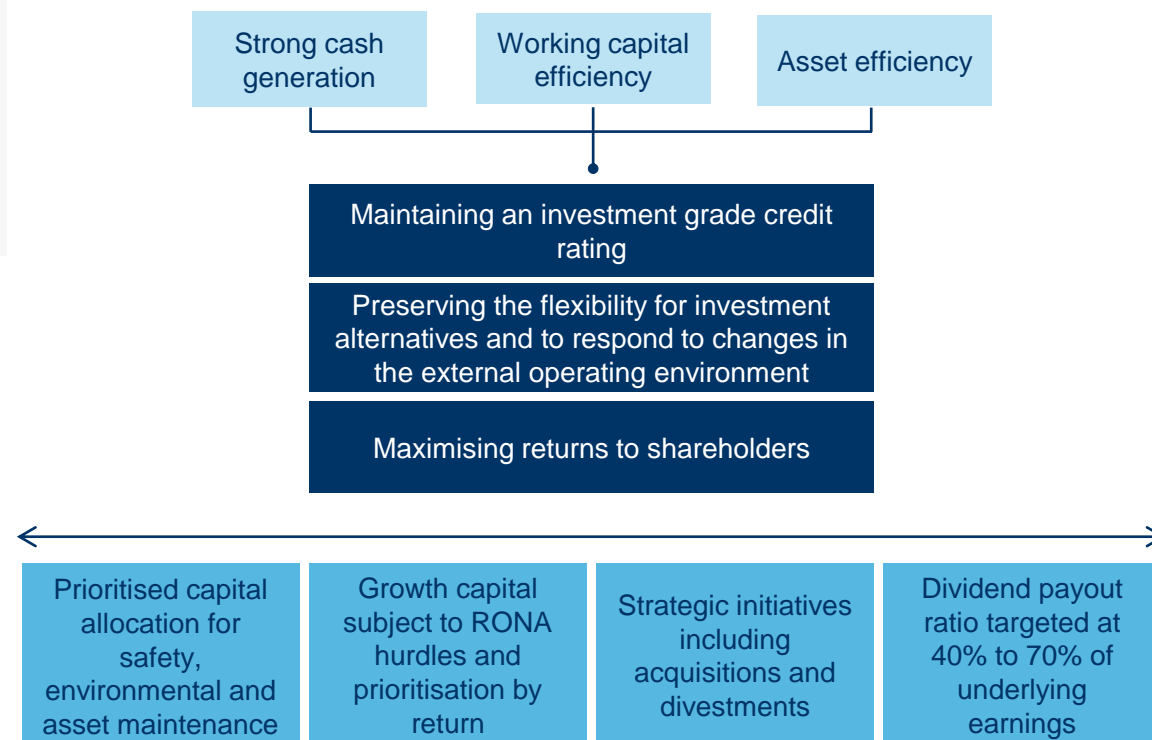 Strong cash
generation
Working capital
efficiency
Asset efficiency
Maintaining an investment grade credit
rating
Preserving the flexibility for investment
alternatives and to respond to changes in
the external operating environment
Maximising returns to shareholders
Prioritised capital
allocation for
safety,
environmental and
asset maintenance
Growth capital
subject to RONA
hurdles and
prioritisation by
return
Strategic initiatives
including
acquisitions and
divestments
Dividend payout
ratio targeted at
40% to 70% of
underlying
earnings